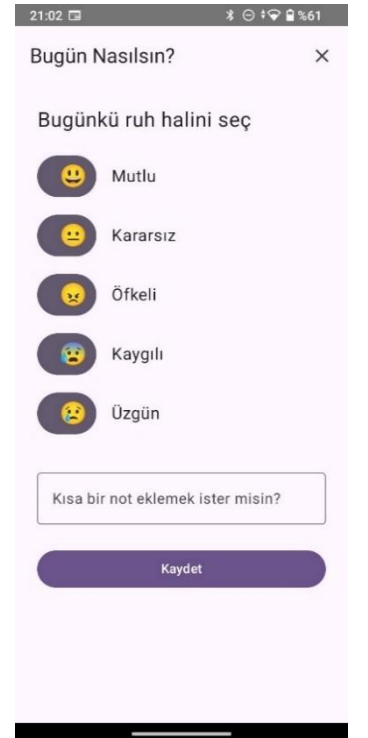 21:02 %61
Bugün Nasılsın?
Bugünkü ruh halini seç
Mutlu
Kararsız
Öfkeli
Kaygılı
Üzgün
Kısa bir not eklemek ister misin?
Kaydet